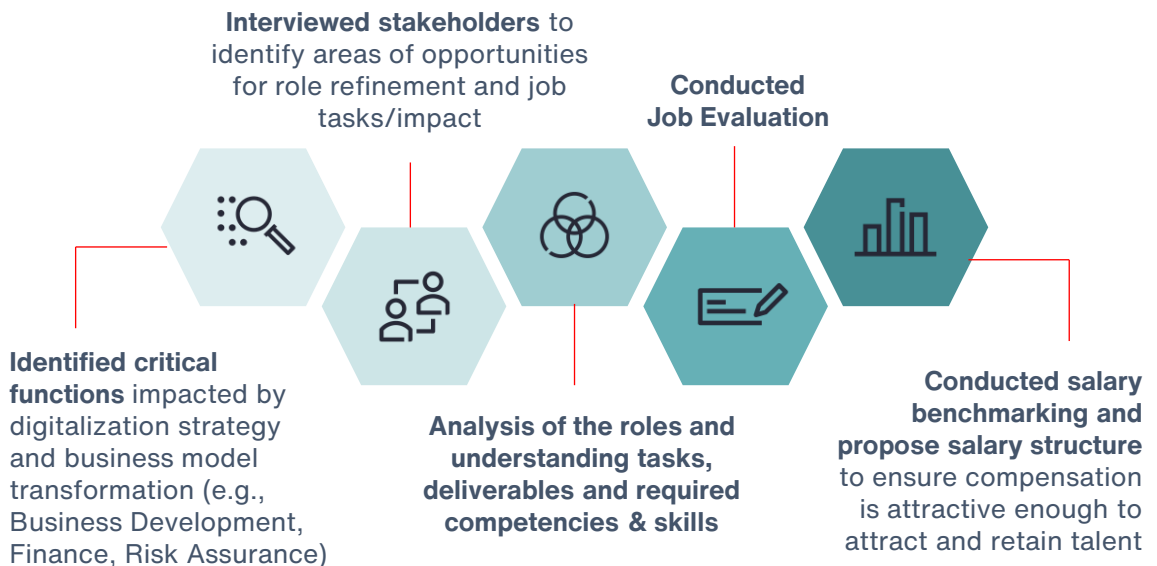 Interviewed stakeholders to
identify areas of opportunities
for role refinement and job
tasks/impact
Conducted
Job Evaluation
Identified critical
functions impacted by
digitalization strategy
and business model
transformation (e.g.,
Business Development,
Finance, Risk Assurance)
Analysis of the roles and
understanding tasks,
deliverables and required
competencies & skills
Conducted salary
benchmarking and
propose salary structure
to ensure compensation
is attractive enough to
attract and retain talent